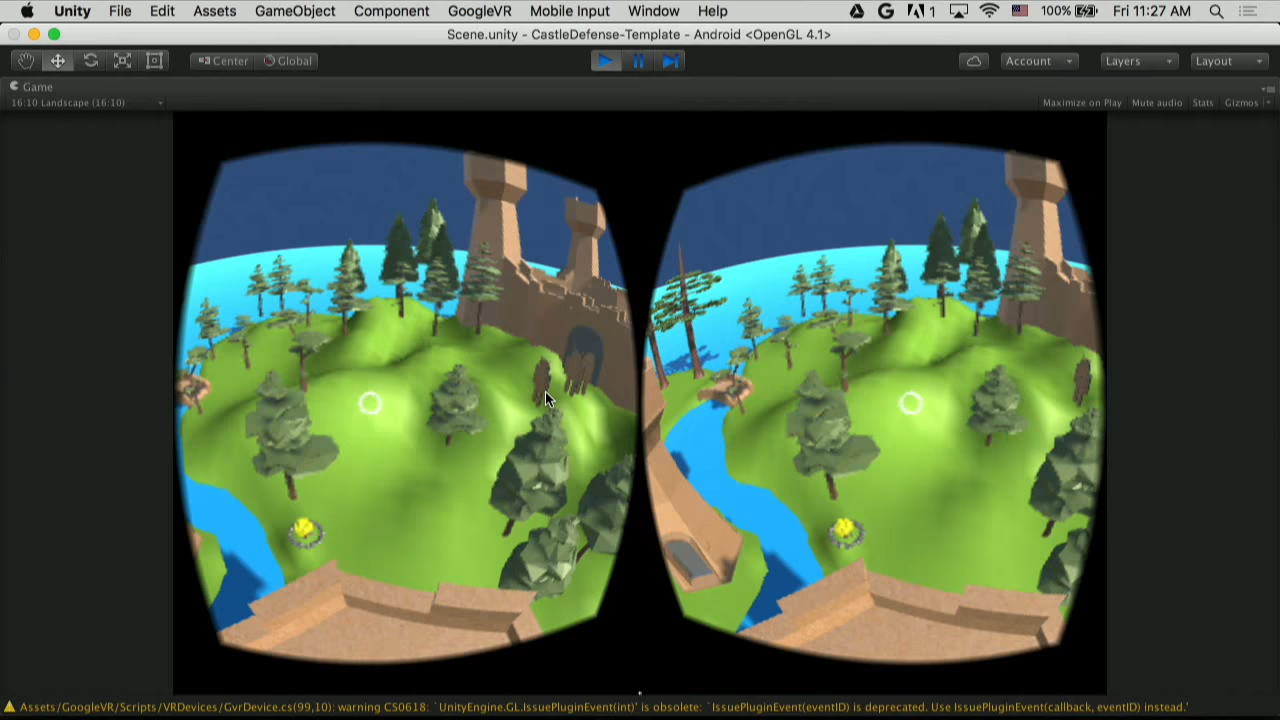 Unity File Edit Assets GameObject Component GoogleVR Mobile Input Window Help 1 100% Fri 11:27 AM
Scene.unity - CastleDefense-Template - Android <OpenGL 4.1>
Center Global Account Layers Layout
Game
16:10 Landscape (16:10) Maximize on Play Mute audio Stats Gizmos
Assets/GoogleVR/Scripts/VRDevices/GvrDevice.cs(99,10): warning CS0618: `UnityEngine.GL.IssuePluginEvent(int)' is obsolete: `IssuePluginEvent(eventID) is deprecated. Use IssuePluginEvent(callback, eventID) instead.'